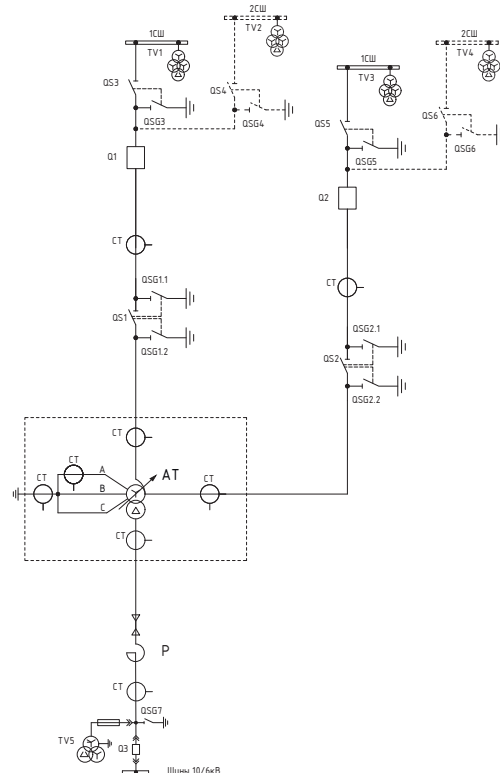 1СШ
2СШ
TV1
TV2
QS3
QS4
QSG3
QSG4
Q1
1СШ
2СШ
TV3
TV4
QS5
QS6
QSG5
QSG6
Q2
CT
CT
QSG1.1
QS1
QSG1.2
QSG2.1
QS2
QSG2.2
CT
CT
CT
A
B
C
AT
CT
CT
P
CT
QSG7
TV5
Q3
Шины 10/6кВ